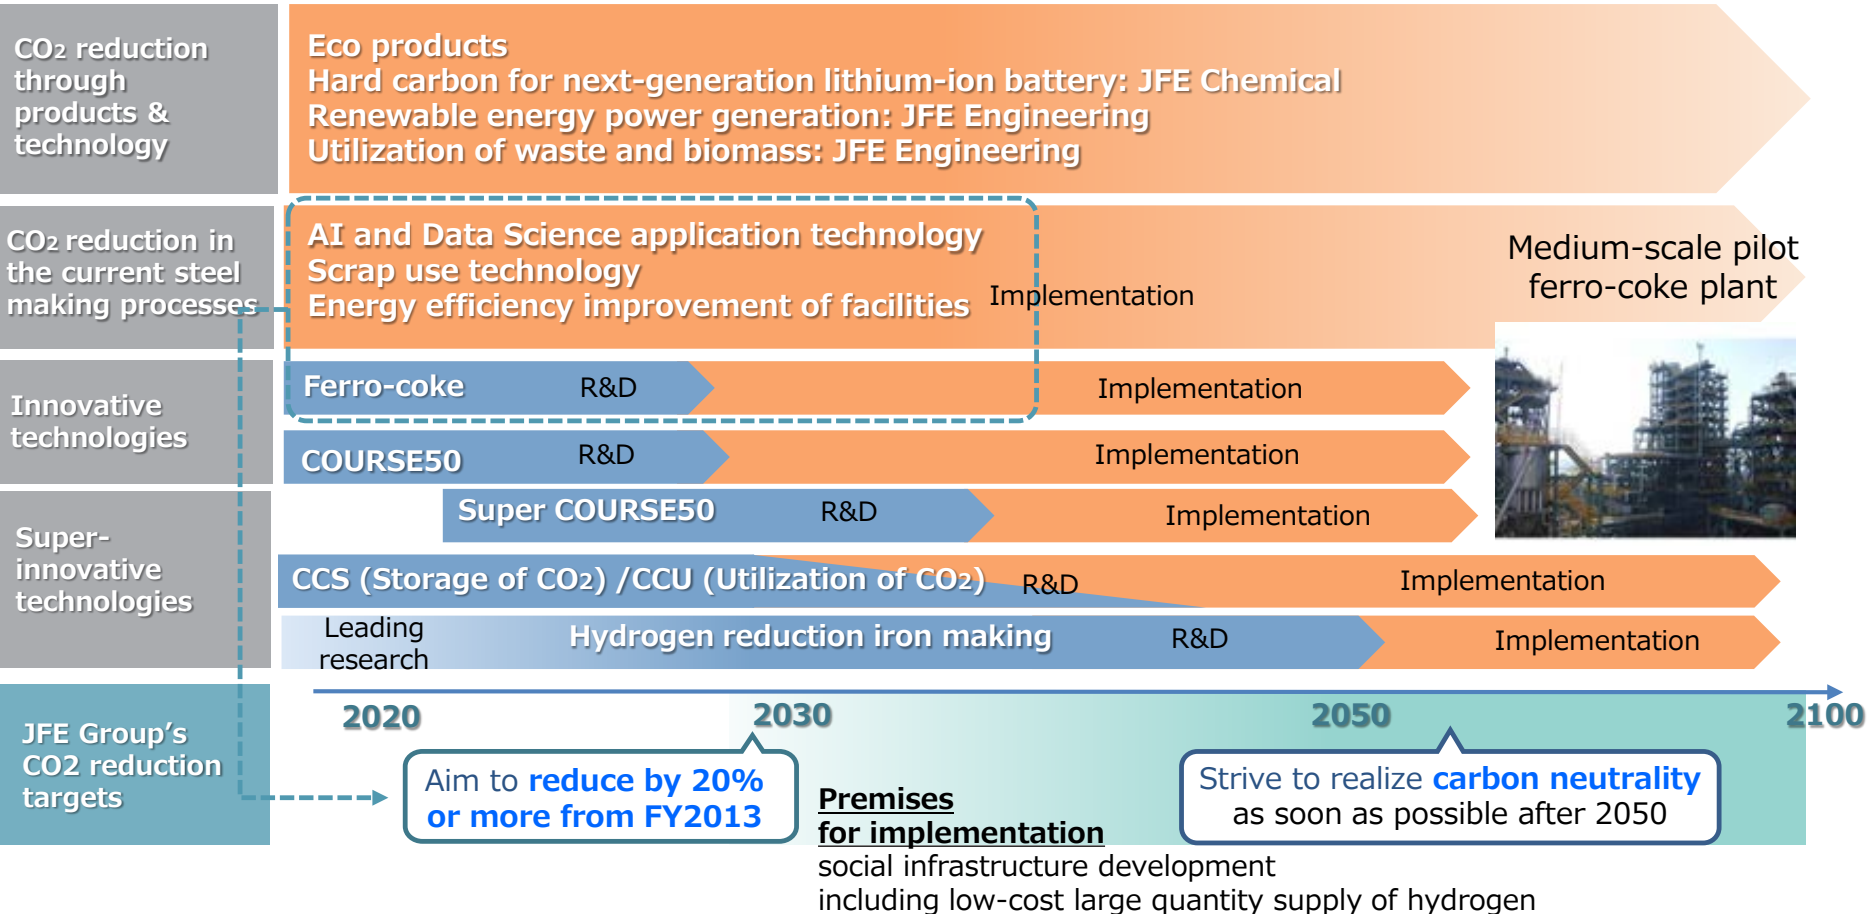 CO2 reduction
through
products &
technology
Eco products
Hard carbon for next-generation lithium-ion battery: JFE Chemical
Renewable energy power generation: JFE Engineering
Utilization of waste and biomass: JFE Engineering
CO2 reduction in
the current steel
making processes
AI and Data Science application technology
Scrap use technology
Energy efficiency improvement of facilities
Implementation
Medium-scale pilot
ferro-coke plant
Innovative
technologies
Ferro-coke R&D Implementation
COURSE50 R&D Implementation
Super-
innovative
technologies
Super COURSE50 R&D Implementation
CCS (Storage of CO2) /CCU (Utilization of CO2) R&D Implementation
Leading
research
Hydrogen reduction iron making R&D Implementation
2020 2030 2050 2100
JFE Group’s
CO2 reduction
targets
Aim to reduce by 20%
or more from FY2013
Premises
for implementation
social infrastructure development
including low-cost large quantity supply of hydrogen
Strive to realize carbon neutrality
as soon as possible after 2050